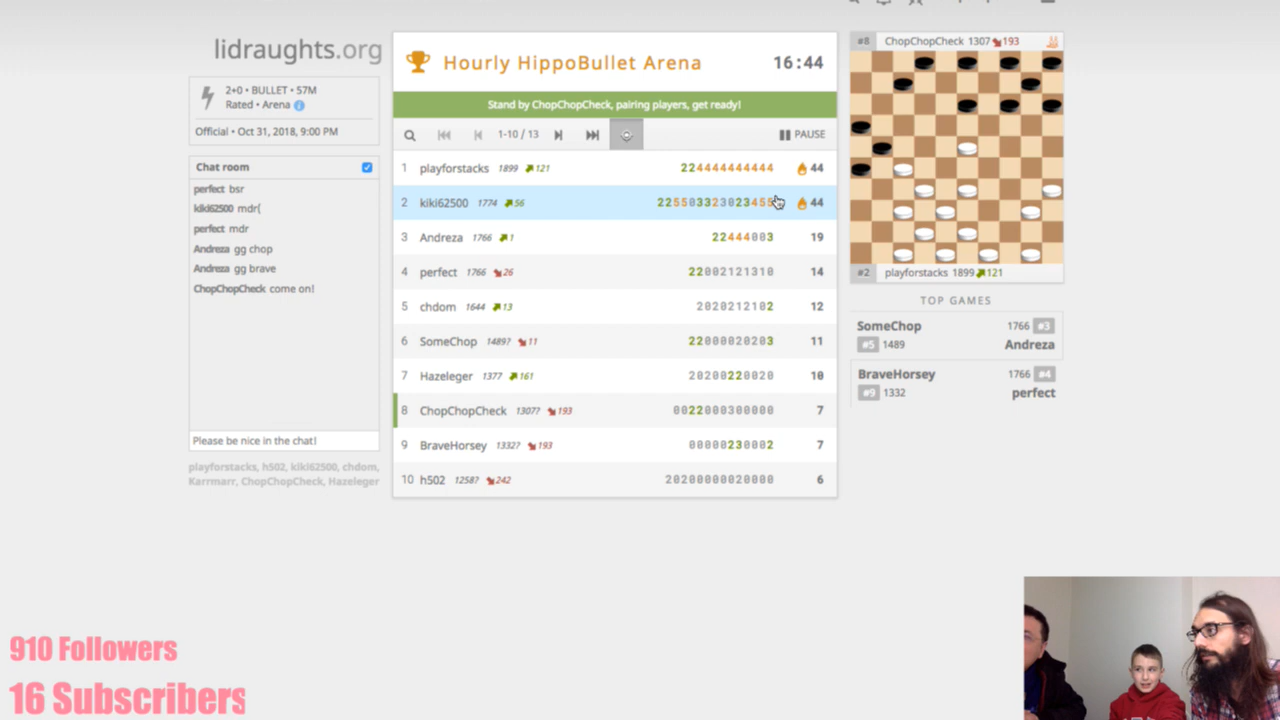 lidraughts.org
2+0 • BULLET • 57M
Rated • Arena
Official • Oct 31, 2018, 9:00 PM
Chat room
perfect bsr
kiki62500 mdr(
perfect mdr
Andreza gg chop
Andreza gg brave
ChopChopCheck come on!
Please be nice in the chat!
playforstacks, h502, kiki62500, chdom,
Karrmarr, ChopChopCheck, Hazeleger
Hourly HippoBullet Arena 16:44
Stand by ChopChopCheck, pairing players, get ready!
1-10 / 13 PAUSE
1 playforstacks 1899 121 224444444444 44
2 kiki62500 1774 56 44
3 Andreza 1766 1 22444003 19
4 perfect 1766 26 22002121310 14
5 chdom 1644 13 2020212102 12
6 SomeChop 1489? 11 22000020203 11
7 Hazeleger 1377 161 20200220020 10
8 ChopChopCheck 1307? 193 0022000300000 7
9 BraveHorsey 1332? 193 00000230002 7
10 h502 1258? 242 20200000020000 6
#8 ChopChopCheck 1307 193
#2 playforstacks 1899 121
TOP GAMES
SomeChop 1766 #3
#5 1489 Andreza
BraveHorsey 1766 #4
#9 1332 perfect
910 Followers
16 Subscribers